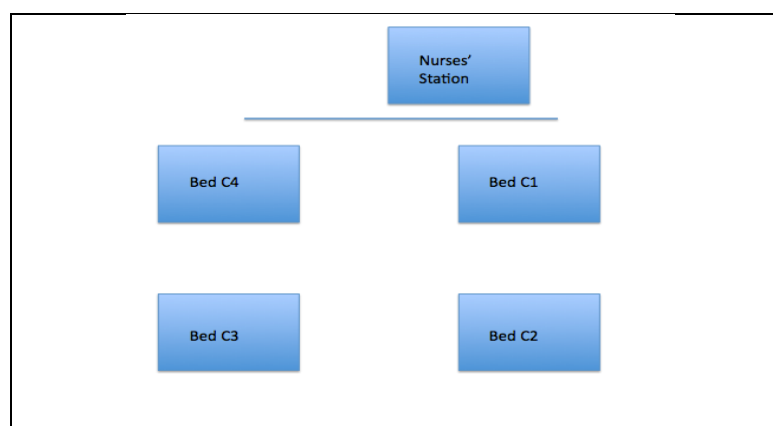 Nurses’
Station
Bed C4
Bed C1
Bed C3
Bed C2